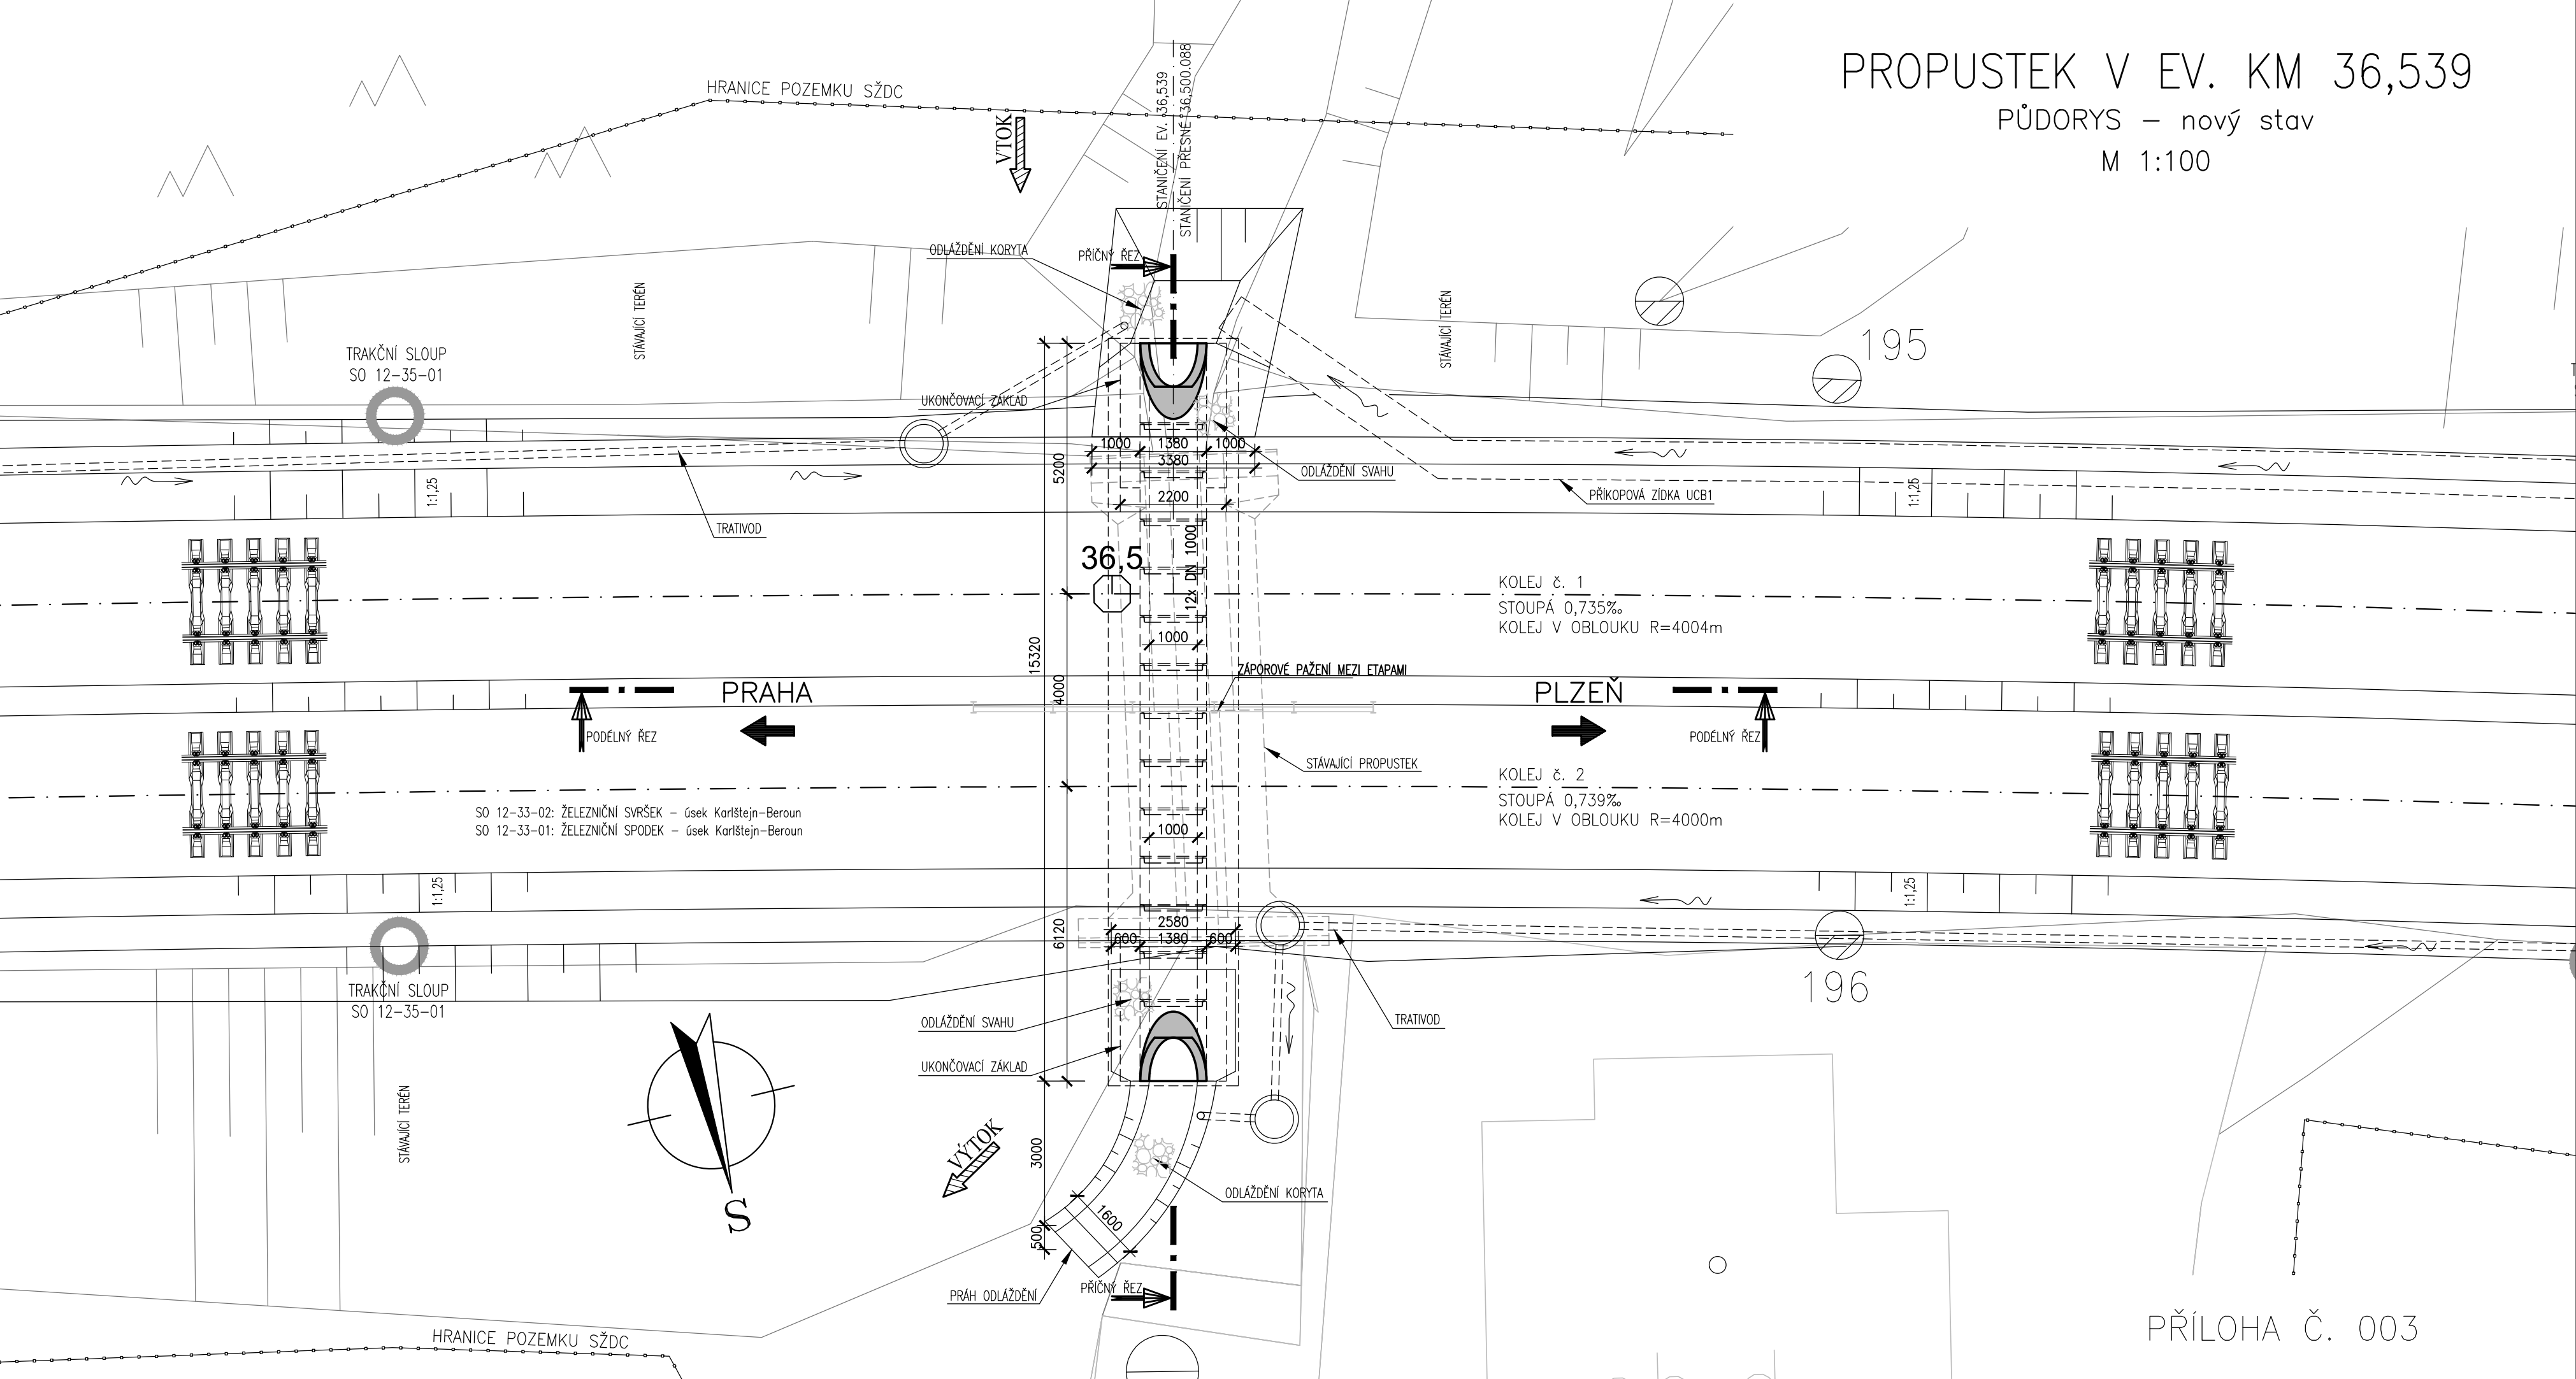 PROPUSTEK V EV. KM 36,539
PŮDORYS – nový stav
M 1:100
HRANICE POZEMKU SŽDC
VTOK
STANIČENÍ EV. 36,539
STANIČENÍ PŘESNÉ 36,500.088
ODLÁŽDĚNÍ KORYTA
PŘÍČNÝ ŘEZ
STÁVAJÍCÍ TERÉN
STÁVAJÍCÍ TERÉN
195
TRAKČNÍ SLOUP
SO 12-35-01
UKONČOVACÍ ZÁKLAD
1000
1380
1000
3380
5200
ODLÁŽDĚNÍ SVAHU
2200
PŘÍKOPOVÁ ZÍDKA UCB1
1:1,25
1:1,25
TRATIVOD
36,5
12x DN 1000
KOLEJ č. 1
STOUPÁ 0,735‰
KOLEJ V OBLOUKU R=4004m
1000
15320
4000
ZÁPOROVÉ PAŽENÍ MEZI ETAPAMI
PRAHA
PLZEŇ
PODÉLNÝ ŘEZ
PODÉLNÝ ŘEZ
STÁVAJÍCÍ PROPUSTEK
KOLEJ č. 2
STOUPÁ 0,739‰
KOLEJ V OBLOUKU R=4000m
SO 12-33-02: ŽELEZNIČNÍ SVRŠEK – úsek Karlštejn-Beroun
SO 12-33-01: ŽELEZNIČNÍ SPODEK – úsek Karlštejn-Beroun
1000
1:1,25
1:1,25
2580
600
1380
600
6120
196
TRAKČNÍ SLOUP
SO 12-35-01
ODLÁŽDĚNÍ SVAHU
TRATIVOD
UKONČOVACÍ ZÁKLAD
STÁVAJÍCÍ TERÉN
VÝTOK
3000
ODLÁŽDĚNÍ KORYTA
S
1600
500
PRÁH ODLÁŽDĚNÍ
PŘÍČNÝ ŘEZ
HRANICE POZEMKU SŽDC
PŘÍLOHA Č. 003